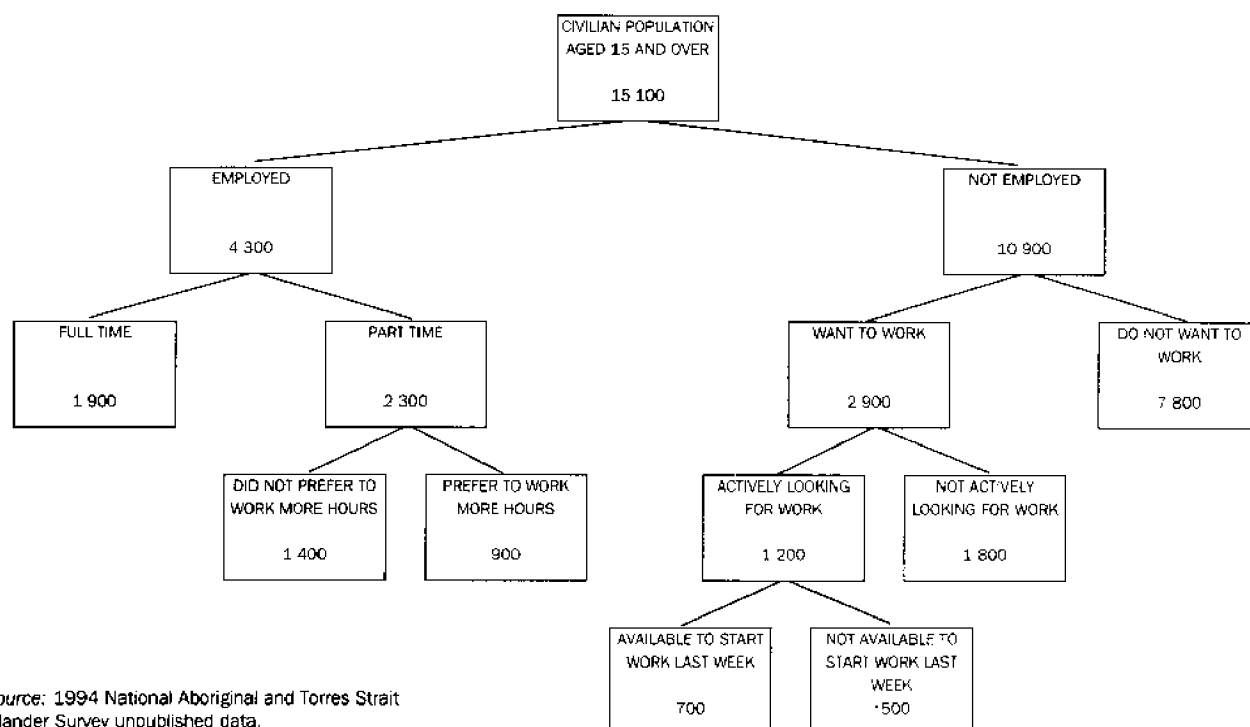 CIVILIAN POPULATION
AGED 15 AND OVER
15 100
EMPLOYED
4 300
NOT EMPLOYED
10 900
FULL TIME
1 900
PART TIME
2 300
WANT TO WORK
2 900
DO NOT WANT TO
WORK
7 800
DID NOT PREFER TO
WORK MORE HOURS
1 400
PREFER TO WORK
MORE HOURS
900
ACTIVELY LOOKING
FOR WORK
1 200
NOT ACTIVELY
LOOKING FOR WORK
1 800
AVAILABLE TO START
WORK LAST WEEK
700
NOT AVAILABLE TO
START WORK LAST
WEEK
*500
ource: 1994 National Aboriginal and Torres Strait
lander Survey unpublished data.